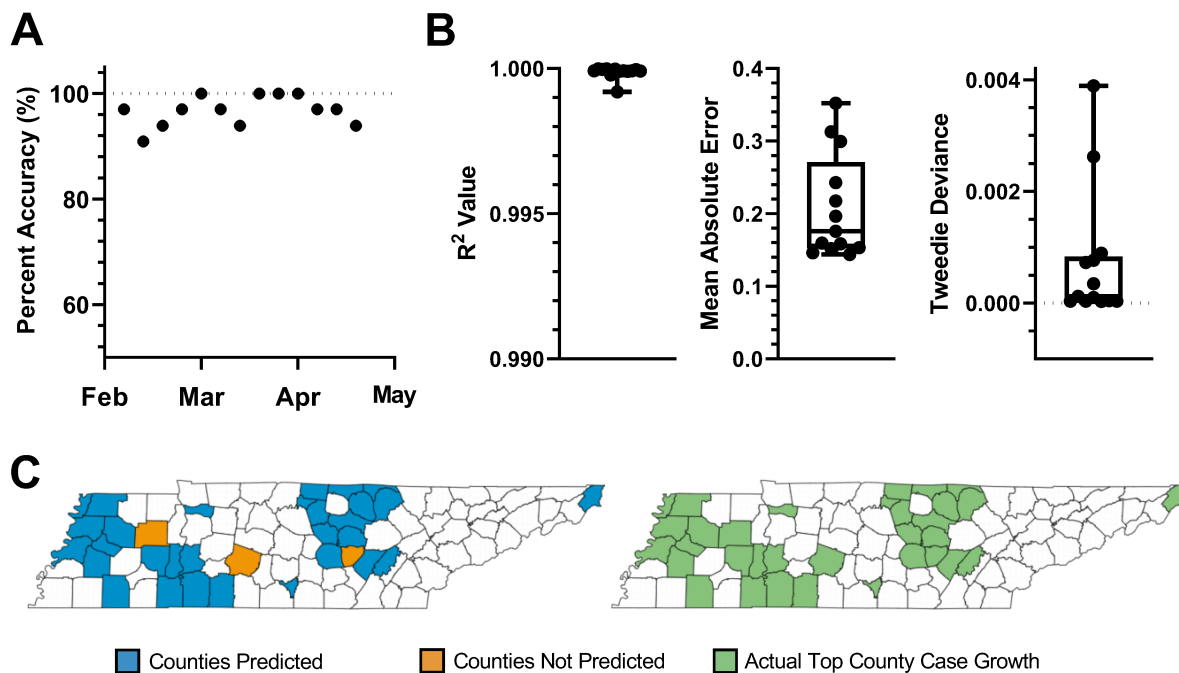 A
Percent Accuracy (%)
100
80
60
Feb Mar Apr May
B
R² Value
1.000
0.995
0.990
Mean Absolute Error
0.4
0.3
0.2
0.1
0.0
Tweedie Deviance
0.004
0.002
0.000
C
Counties Predicted
Counties Not Predicted
Actual Top County Case Growth